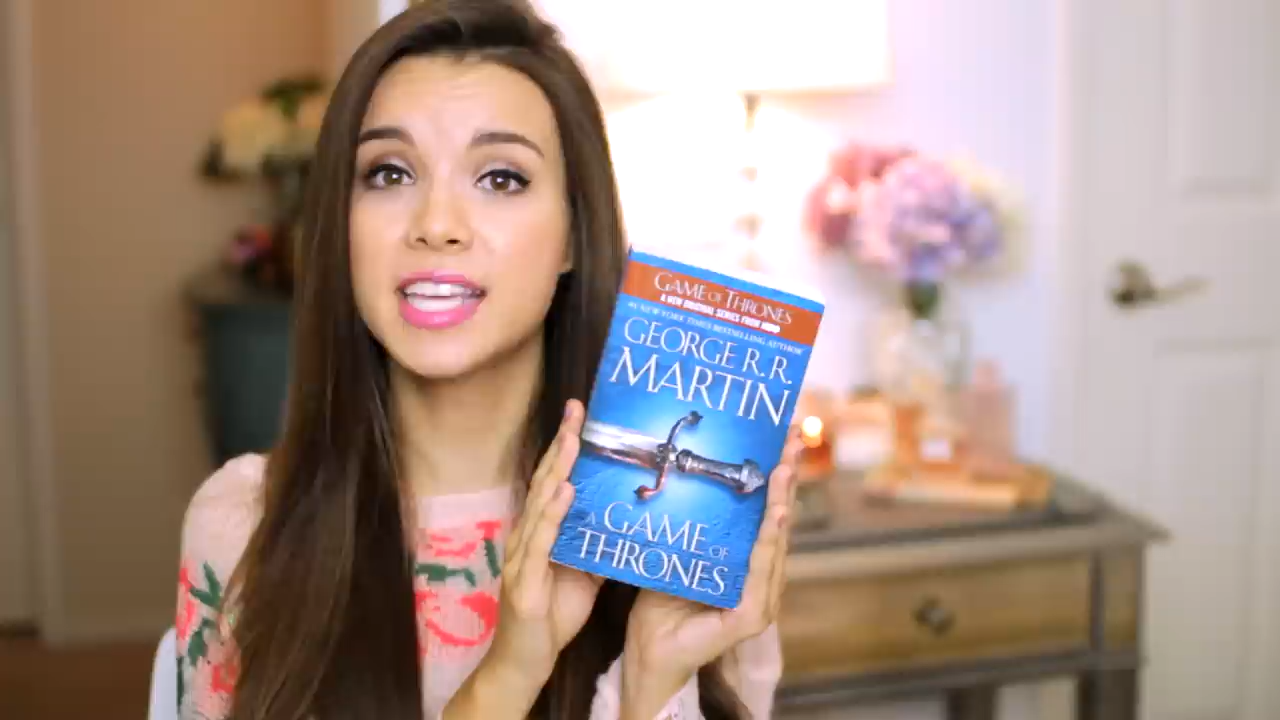 GAME OF THRONES
A NEW ORIGINAL SERIES FROM HBO
#1 NEW YORK TIMES BESTSELLING AUTHOR
GEORGE R. R.
MARTIN
A GAME OF
THRONES